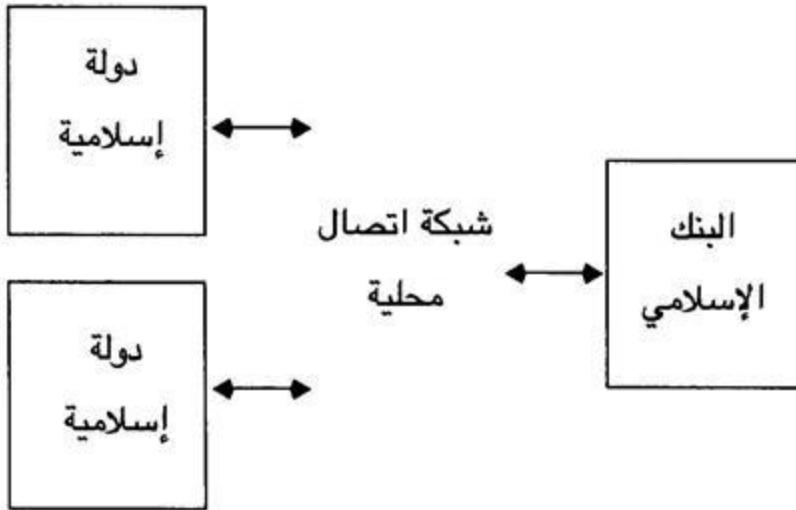 دولة
إسلامية
شبكة اتصال
محلية
البنك
الإسلامي
دولة
إسلامية